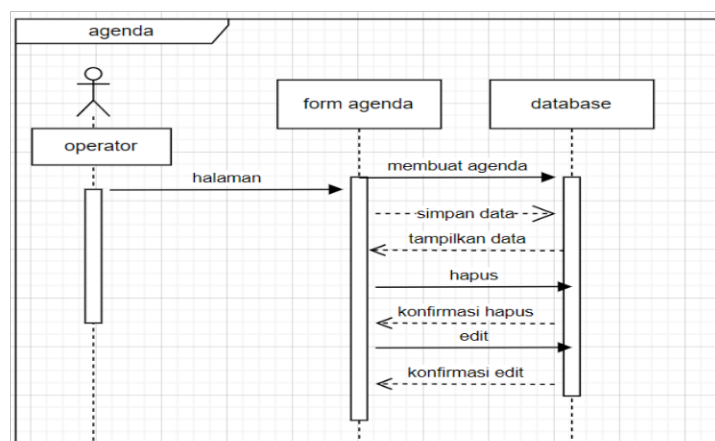 agenda
form agenda
database
operator
halaman
membuat agenda
simpan data
tampilkan data
hapus
konfirmasi hapus
edit
konfirmasi edit